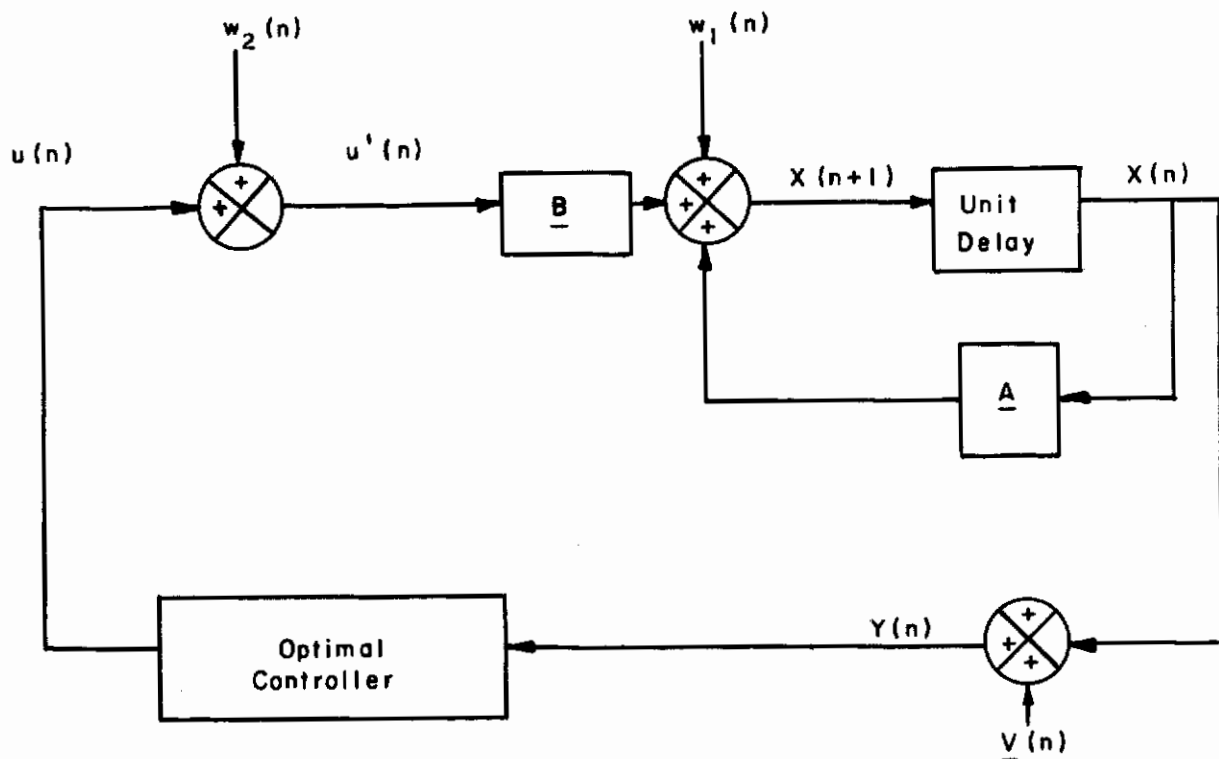 w₂(n)
w₁(n)
u(n)
u'(n)
X(n+1)
X(n)
+
+
B
+
+
+
Unit
Delay
A
Optimal
Controller
Y(n)
+
+
+
V(n)